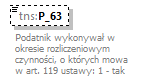 tns:P_63
Podatnik wykonywał w
okresie rozliczeniowym
czynności, o których mowa
w art. 119 ustawy: 1 - tak